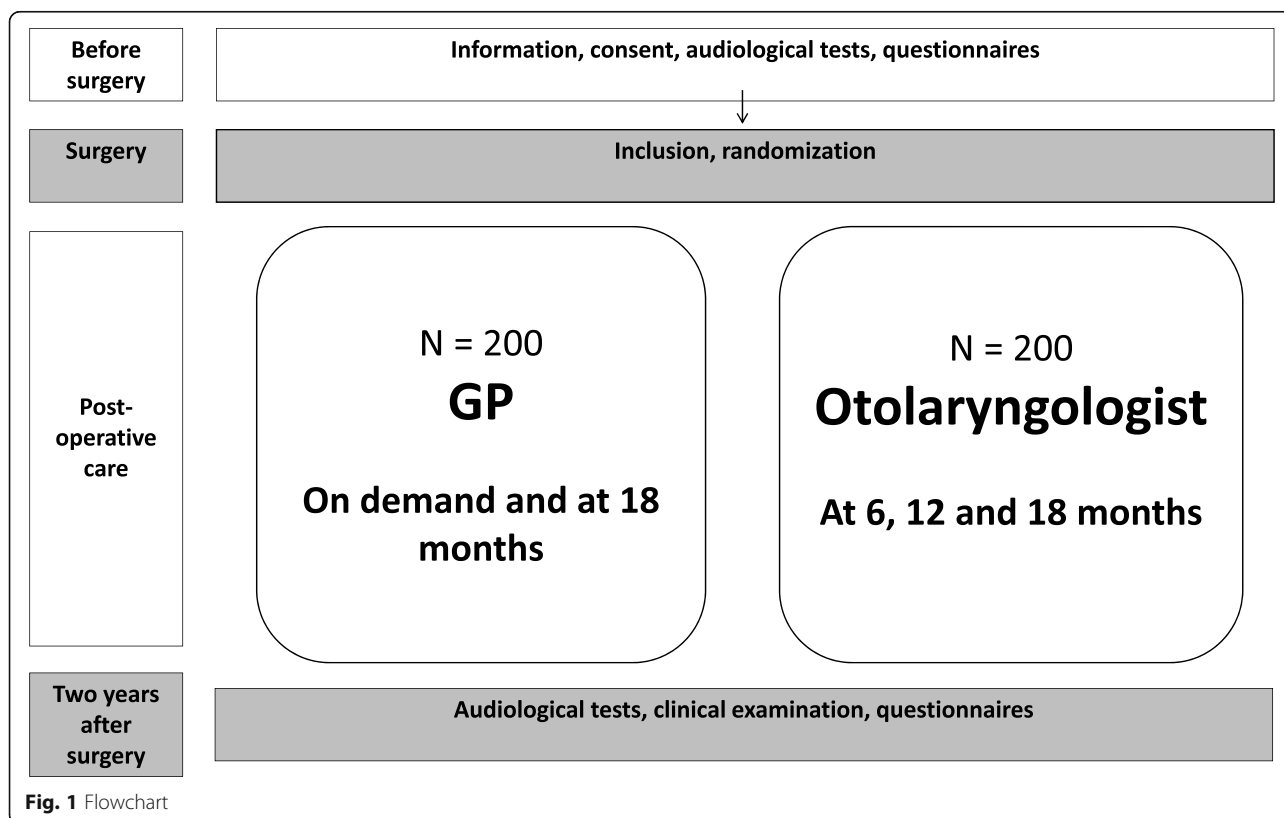 Before
surgery
Information, consent, audiological tests, questionnaires
Surgery
Inclusion, randomization
Post-
operative
care
N = 200
GP
On demand and at 18
months
N = 200
Otolaryngologist
At 6, 12 and 18 months
Two years
after
surgery
Audiological tests, clinical examination, questionnaires
Fig. 1 Flowchart